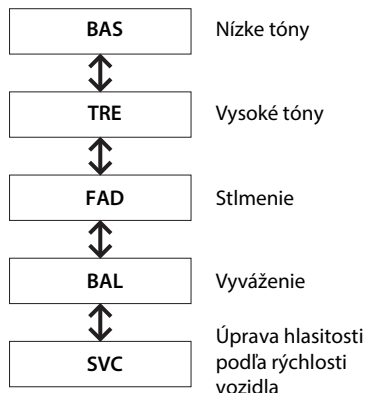 BAS Nízke tóny
TRE Vysoké tóny
FAD Stlmenie
BAL Vyváženie
SVC
Úprava hlasitosti
podľa rýchlosti
vozidla